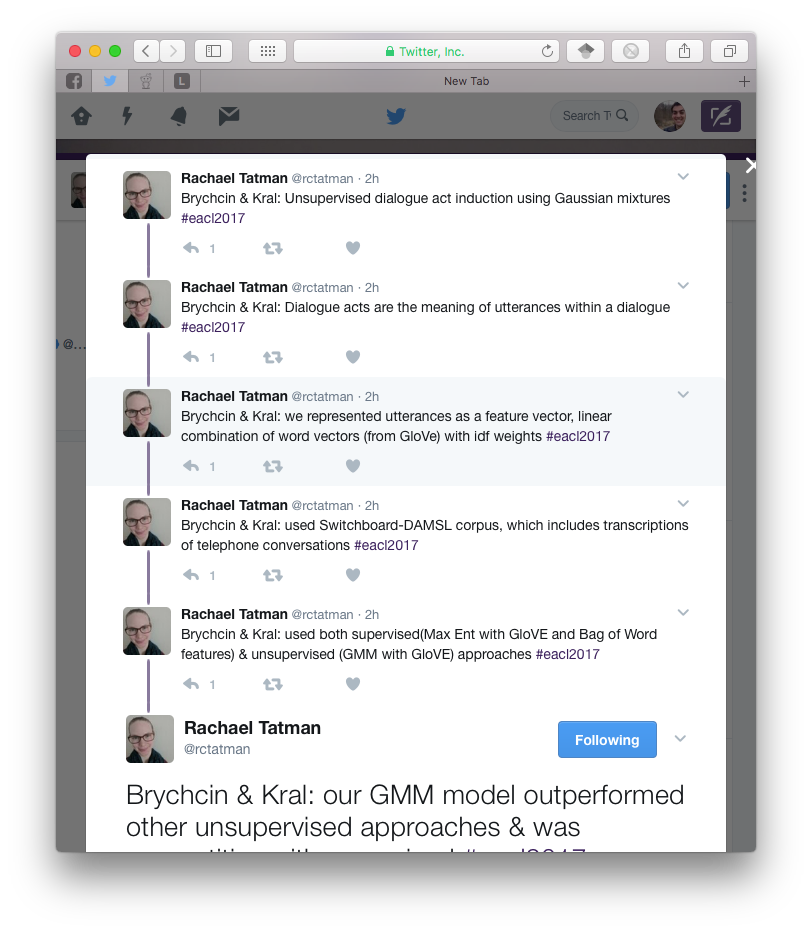 Twitter, Inc.
L
New Tab
Search T
@...
Rachael Tatman @rctatman · 2h
Brychcin & Kral: Unsupervised dialogue act induction using Gaussian mixtures
#eacl2017
1
Rachael Tatman @rctatman · 2h
Brychcin & Kral: Dialogue acts are the meaning of utterances within a dialogue
#eacl2017
1
Rachael Tatman @rctatman · 2h
Brychcin & Kral: we represented utterances as a feature vector, linear
combination of word vectors (from GloVe) with idf weights #eacl2017
1
Rachael Tatman @rctatman · 2h
Brychcin & Kral: used Switchboard-DAMSL corpus, which includes transcriptions
of telephone conversations #eacl2017
1
Rachael Tatman @rctatman · 2h
Brychcin & Kral: used both supervised(Max Ent with GloVE and Bag of Word
features) & unsupervised (GMM with GloVE) approaches #eacl2017
1
Rachael Tatman
@rctatman
Following
Brychcin & Kral: our GMM model outperformed
other unsupervised approaches & was